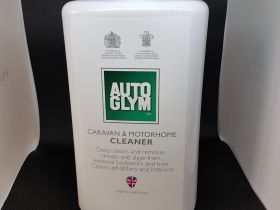 AUTO
GLYM
CARAVAN & MOTORHOME
CLEANER
Deep cleans and removes
streaks and algae from
external bodywork and trim.
Cleans upholstery and interiors